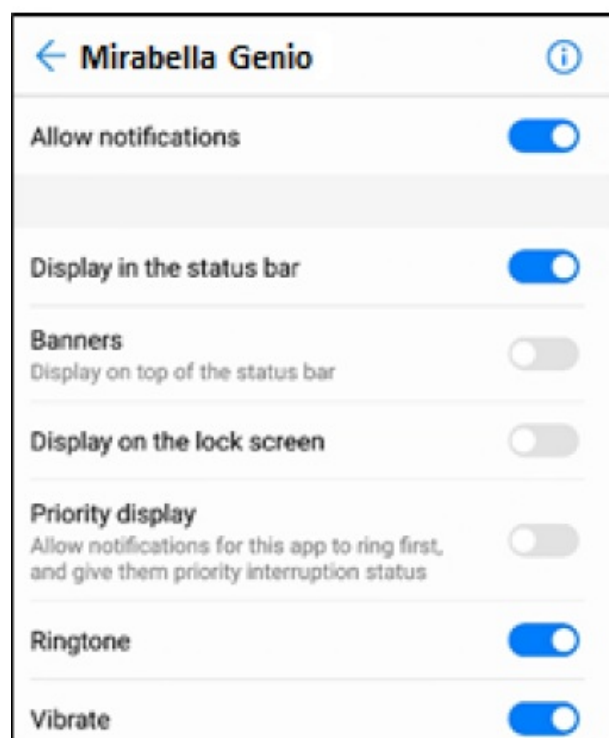 Mirabella Genio
Allow notifications
Display in the status bar
Banners
Display on top of the status bar
Display on the lock screen
Priority display
Allow notifications for this app to ring first,
and give them priority interruption status
Ringtone
Vibrate